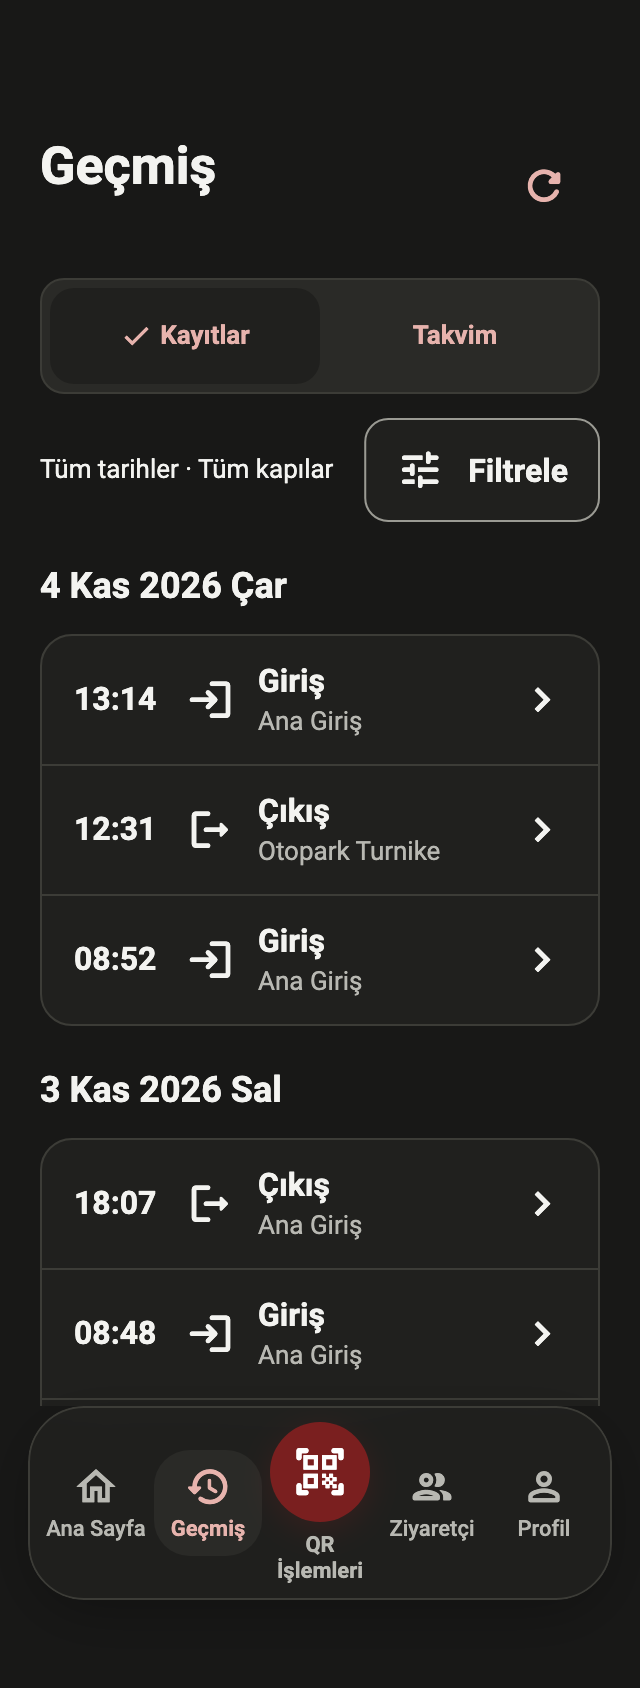 Geçmiş
Kayıtlar
Takvim
Tüm tarihler · Tüm kapılar
Filtrele
4 Kas 2026 Çar
13:14
Giriş
Ana Giriş
12:31
Çıkış
Otopark Turnike
08:52
Giriş
Ana Giriş
3 Kas 2026 Sal
18:07
Çıkış
Ana Giriş
08:48
Giriş
Ana Giriş
Ana Sayfa
Geçmiş
QR
İşlemleri
Ziyaretçi
Profil